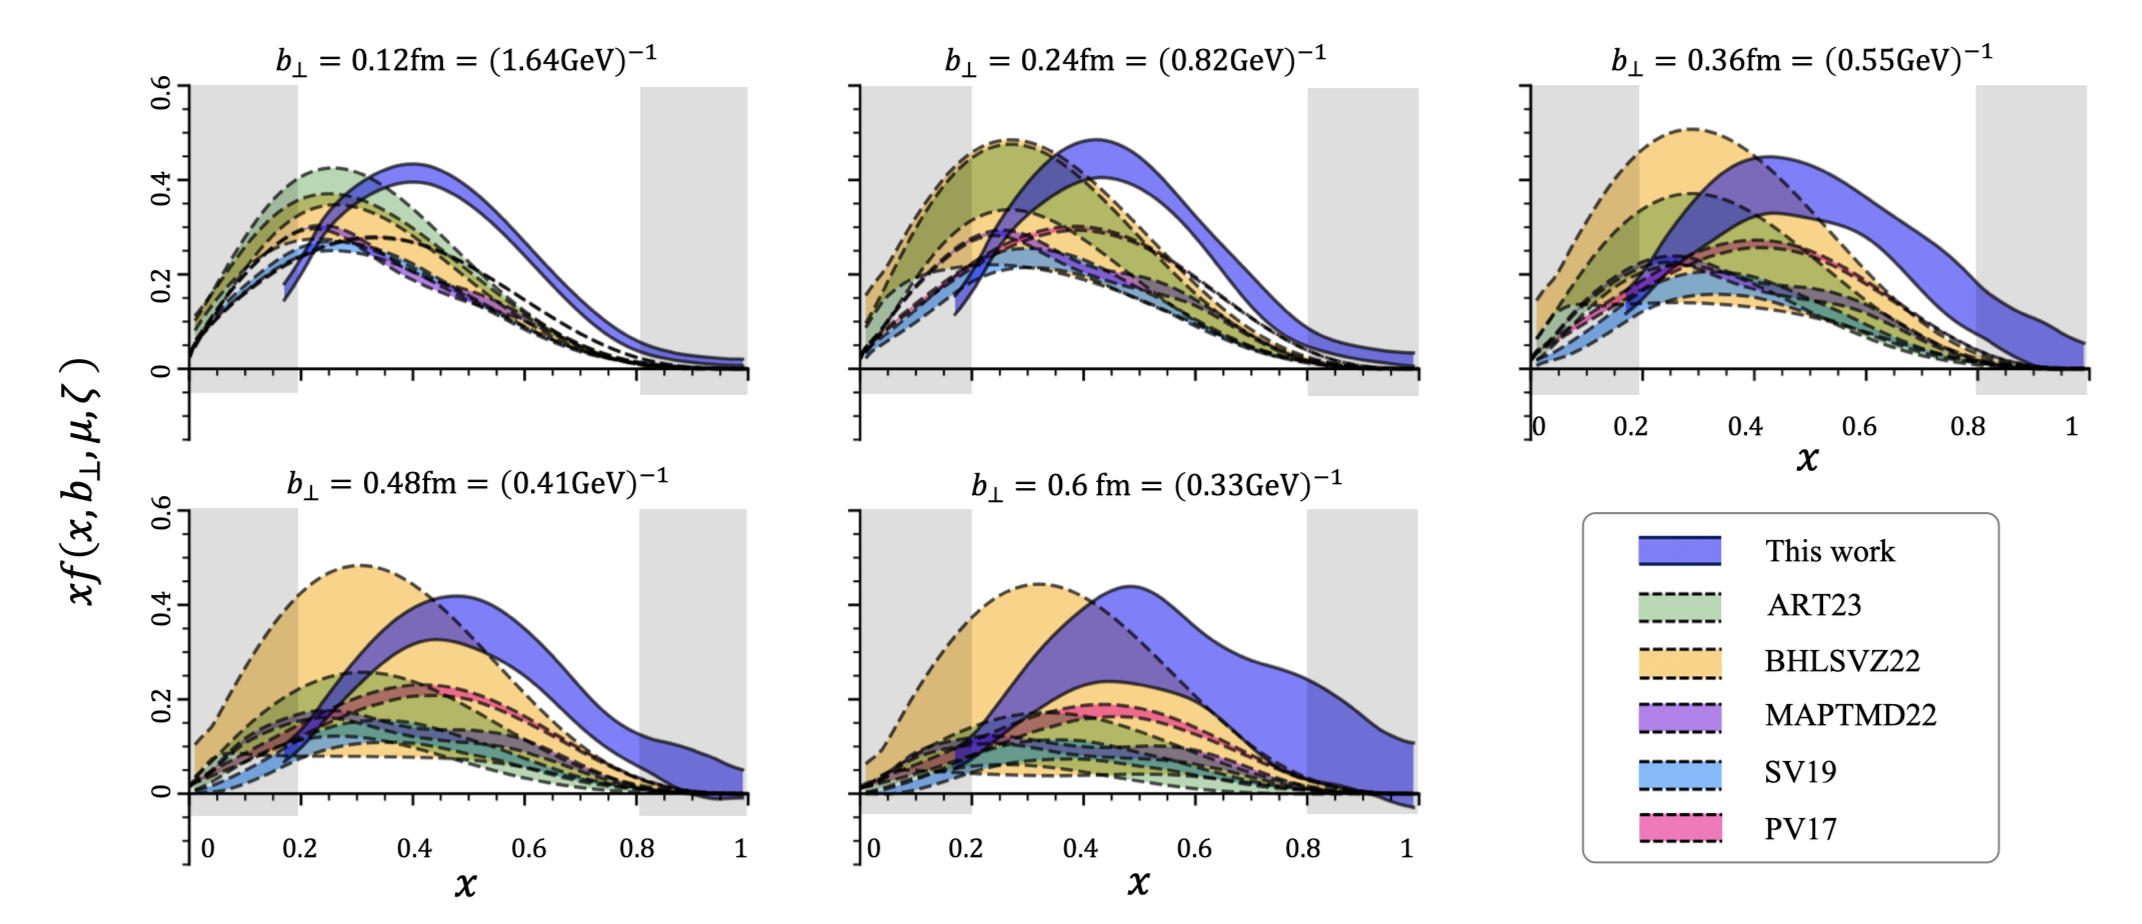 b⊥ = 0.12fm = (1.64GeV)⁻¹
b⊥ = 0.24fm = (0.82GeV)⁻¹
b⊥ = 0.36fm = (0.55GeV)⁻¹
0.6
0.4
0.2
0
0 0.2 0.4 0.6 0.8 1
x
xf(x, b⊥, μ, ζ)
b⊥ = 0.48fm = (0.41GeV)⁻¹
b⊥ = 0.6 fm = (0.33GeV)⁻¹
0.6
0.4
0.2
0
0 0.2 0.4 0.6 0.8 1
x
0 0.2 0.4 0.6 0.8 1
x
This work
ART23
BHLSVZ22
MAPTMD22
SV19
PV17